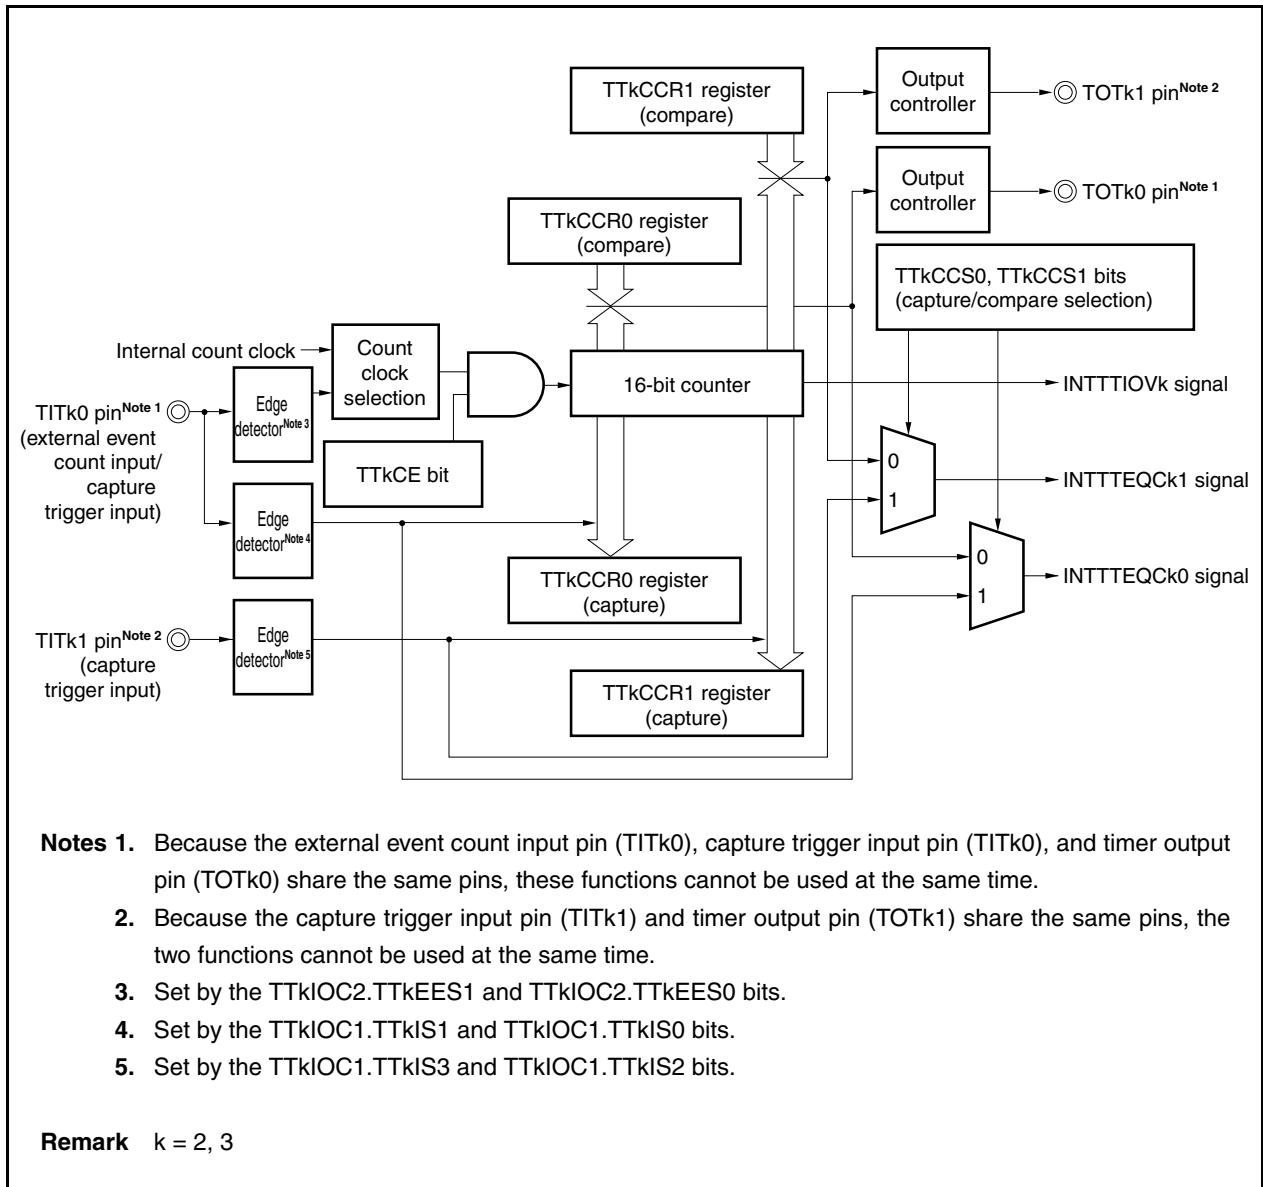 TTkCCR1 register
(compare)
Output
controller
TOTk1 pinNote 2
Output
controller
TOTk0 pinNote 1
TTkCCR0 register
(compare)
TTkCCS0, TTkCCS1 bits
(capture/compare selection)
Internal count clock
Count
clock
selection
16-bit counter
INTTTIOVk signal
TITk0 pinNote 1
(external event
count input/
capture
trigger input)
Edge
detectorNote 3
TTkCE bit
0
1
INTTTEQCk1 signal
Edge
detectorNote 4
TTkCCR0 register
(capture)
0
1
INTTTEQCk0 signal
TITk1 pinNote 2
(capture
trigger input)
Edge
detectorNote 5
TTkCCR1 register
(capture)
Notes 1. Because the external event count input pin (TITk0), capture trigger input pin (TITk0), and timer output
pin (TOTk0) share the same pins, these functions cannot be used at the same time.
2. Because the capture trigger input pin (TITk1) and timer output pin (TOTk1) share the same pins, the
two functions cannot be used at the same time.
3. Set by the TTkIOC2.TTkEES1 and TTkIOC2.TTkEES0 bits.
4. Set by the TTkIOC1.TTkIS1 and TTkIOC1.TTkIS0 bits.
5. Set by the TTkIOC1.TTkIS3 and TTkIOC1.TTkIS2 bits.
Remark k = 2, 3